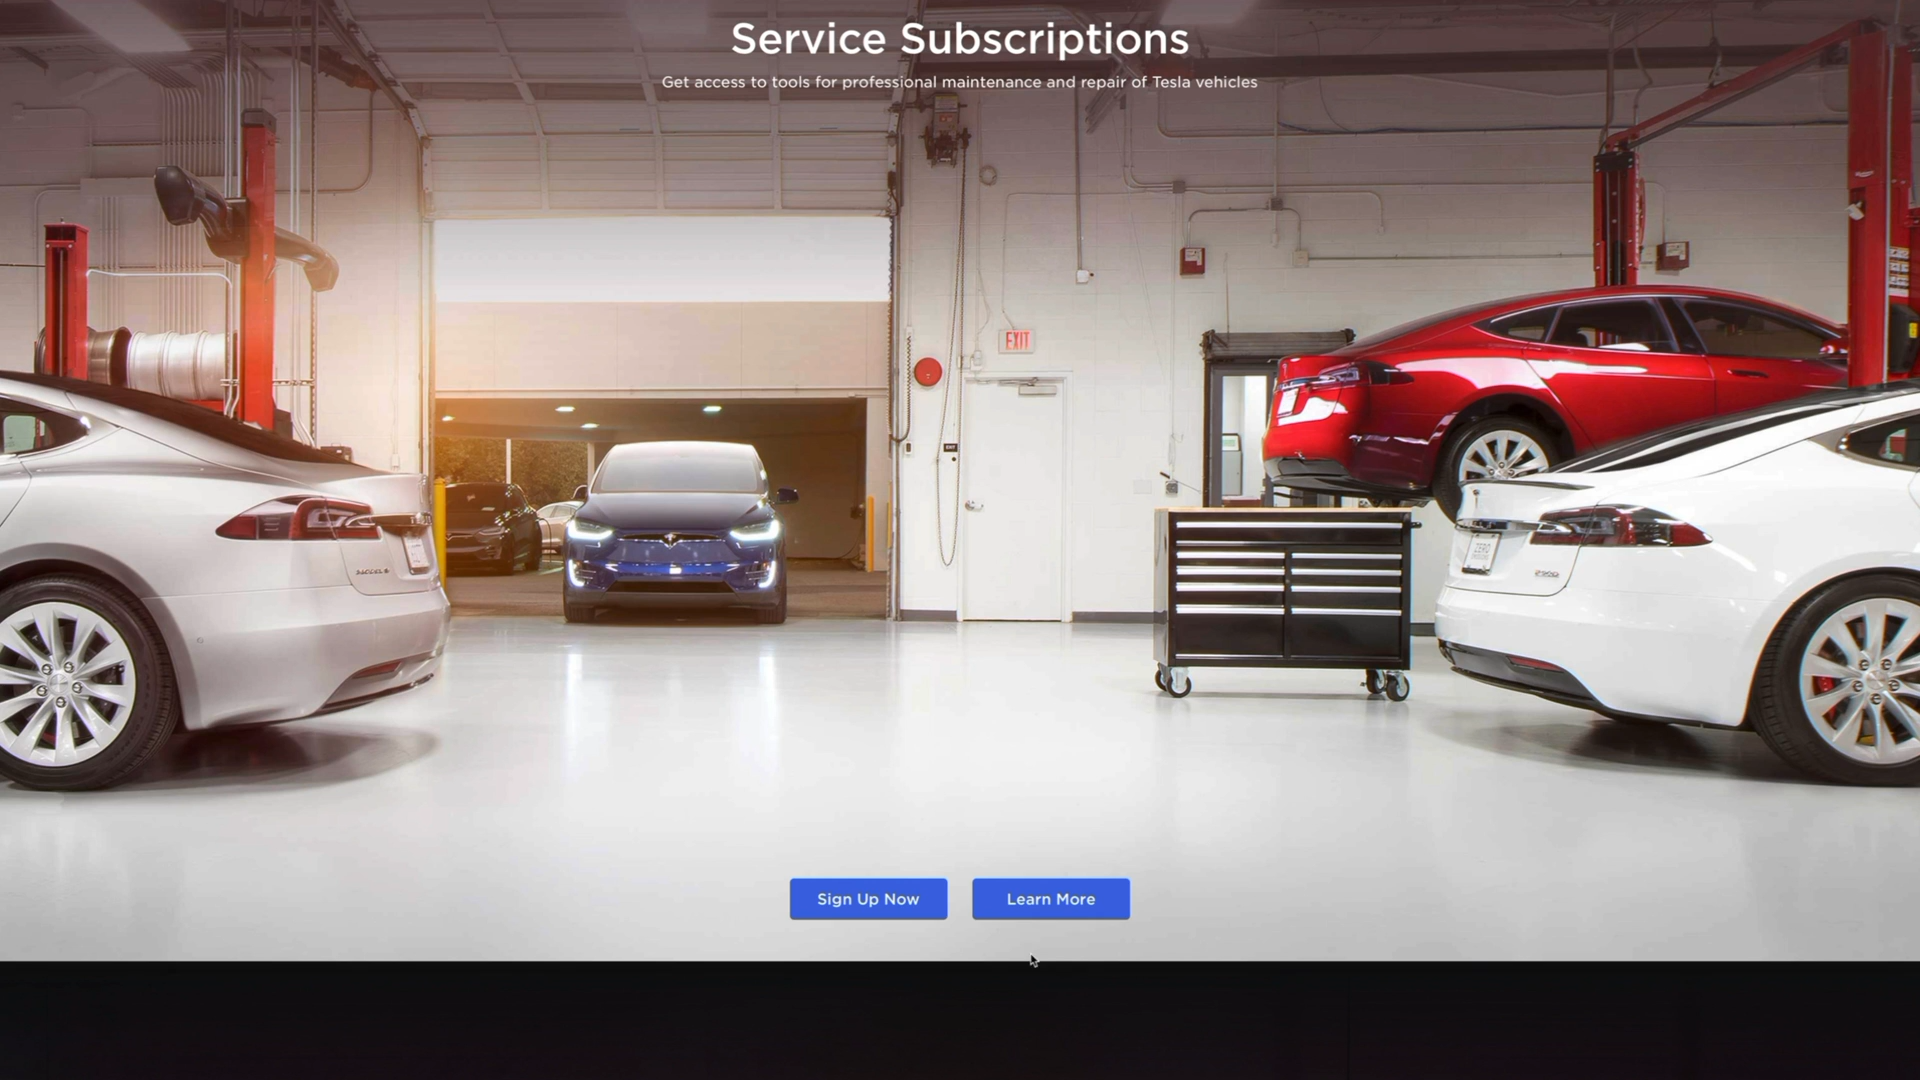 Service Subscriptions
Get access to tools for professional maintenance and repair of Tesla vehicles
EXIT
Sign Up Now
Learn More